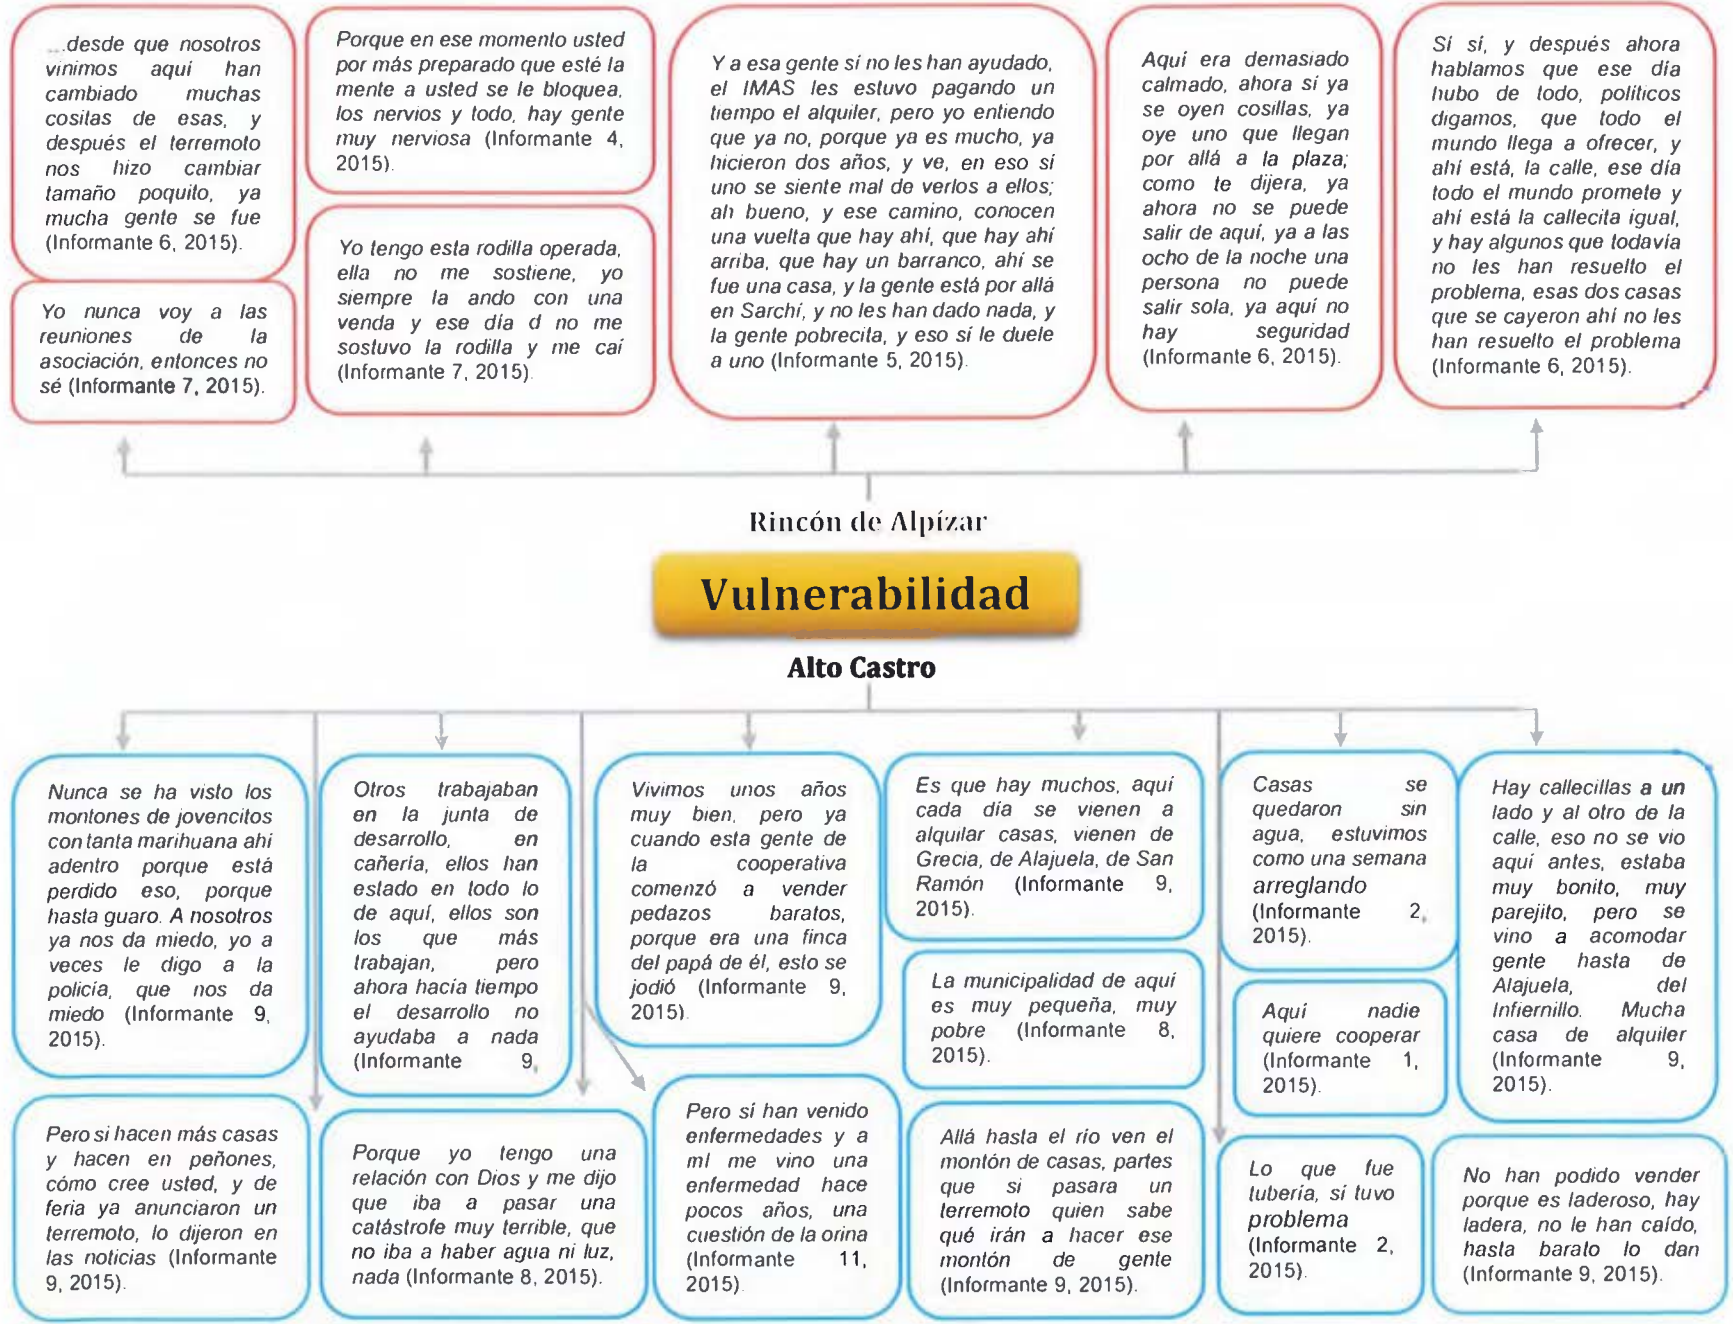 ...desde que nosotros
vinimos aquí han
cambiado muchas
cositas de esas, y
después el terremoto
nos hizo cambiar
tamaño poquito, ya
mucha gente se fue
(Informante 6, 2015).
Yo nunca voy a las
reuniones de la
asociación, entonces no
sé (Informante 7, 2015).
Porque en ese momento usted
por más preparado que esté la
mente a usted se le bloquea,
los nervios y todo, hay gente
muy nerviosa (Informante 4,
2015).
Yo tengo esta rodilla operada,
ella no me sostiene, yo
siempre la ando con una
venda y ese día d no me
sostuvo la rodilla y me caí
(Informante 7, 2015).
Y a esa gente sí no les han ayudado,
el IMAS les estuvo pagando un
tiempo el alquiler, pero yo entiendo
que ya no, porque ya es mucho, ya
hicieron dos años, y ve, en eso sí
uno se siente mal de verlos a ellos;
ah bueno, y ese camino, conocen
una vuelta que hay ahí, que hay ahí
arriba, que hay un barranco, ahí se
fue una casa, y la gente está por allá
en Sarchí, y no les han dado nada, y
la gente pobrecita, y eso sí le duele
a uno (Informante 5, 2015).
Aquí era demasiado
calmado, ahora sí ya
se oyen cosillas, ya
oye uno que llegan
por allá a la plaza;
como te dijera, ya
ahora no se puede
salir de aquí, ya a las
ocho de la noche una
persona no puede
salir sola, ya aquí no
hay seguridad
(Informante 6, 2015).
Sí sí, y después ahora
hablamos que ese día
hubo de todo, políticos
digamos, que todo el
mundo llega a ofrecer, y
ahí está, la calle, ese día
todo el mundo promete y
ahí está la callecita igual,
y hay algunos que todavía
no les han resuelto el
problema, esas dos casas
que se cayeron ahí no les
han resuelto el problema
(Informante 6, 2015).
Rincón de Alpízar
Vulnerabilidad
Alto Castro
Nunca se ha visto los
montones de jovencitos
con tanta marihuana ahí
adentro porque está
perdido eso, porque
hasta guaro. A nosotros
ya nos da miedo, yo a
veces le digo a la
policía, que nos da
miedo (Informante 9,
2015).
Otros trabajaban
en la junta de
desarrollo, en
cañería, ellos han
estado en todo lo
de aquí, ellos son
los que más
trabajan, pero
ahora hacía tiempo
el desarrollo no
ayudaba a nada
(Informante 9,
Vivimos unos años
muy bien, pero ya
cuando esta gente de
la cooperativa
comenzó a vender
pedazos baratos,
porque era una finca
del papá de él, esto se
jodió (Informante 9,
2015).
Es que hay muchos, aquí
cada día se vienen a
alquilar casas, vienen de
Grecia, de Alajuela, de San
Ramón (Informante 9,
2015).
La municipalidad de aquí
es muy pequeña, muy
pobre (Informante 8,
2015).
Casas se
quedaron sin
agua, estuvimos
como una semana
arreglando
(Informante 2,
2015).
Aquí nadie
quiere cooperar
(Informante 1,
2015).
Hay callecillas a un
lado y al otro de la
calle, eso no se vio
aquí antes, estaba
muy bonito, muy
parejito, pero se
vino a acomodar
gente hasta de
Alajuela, del
Infiernillo. Mucha
casa de alquiler
(Informante 9,
2015).
Pero si hacen más casas
y hacen en peñones,
cómo cree usted, y de
feria ya anunciaron un
terremoto, lo dijeron en
las noticias (Informante
9, 2015).
Porque yo tengo una
relación con Dios y me dijo
que iba a pasar una
catástrofe muy terrible, que
no iba a haber agua ni luz,
nada (Informante 8, 2015).
Pero sí han venido
enfermedades y a
mí me vino una
enfermedad hace
pocos años, una
cuestión de la orina
(Informante 11,
2015).
Allá hasta el río ven el
montón de casas, partes
que si pasara un
terremoto quien sabe
qué irán a hacer ese
montón de gente
(Informante 9, 2015).
Lo que fue
tubería, sí tuvo
problema
(Informante 2,
2015).
No han podido vender
porque es laderoso, hay
ladera, no le han caído,
hasta barato lo dan
(Informante 9, 2015).